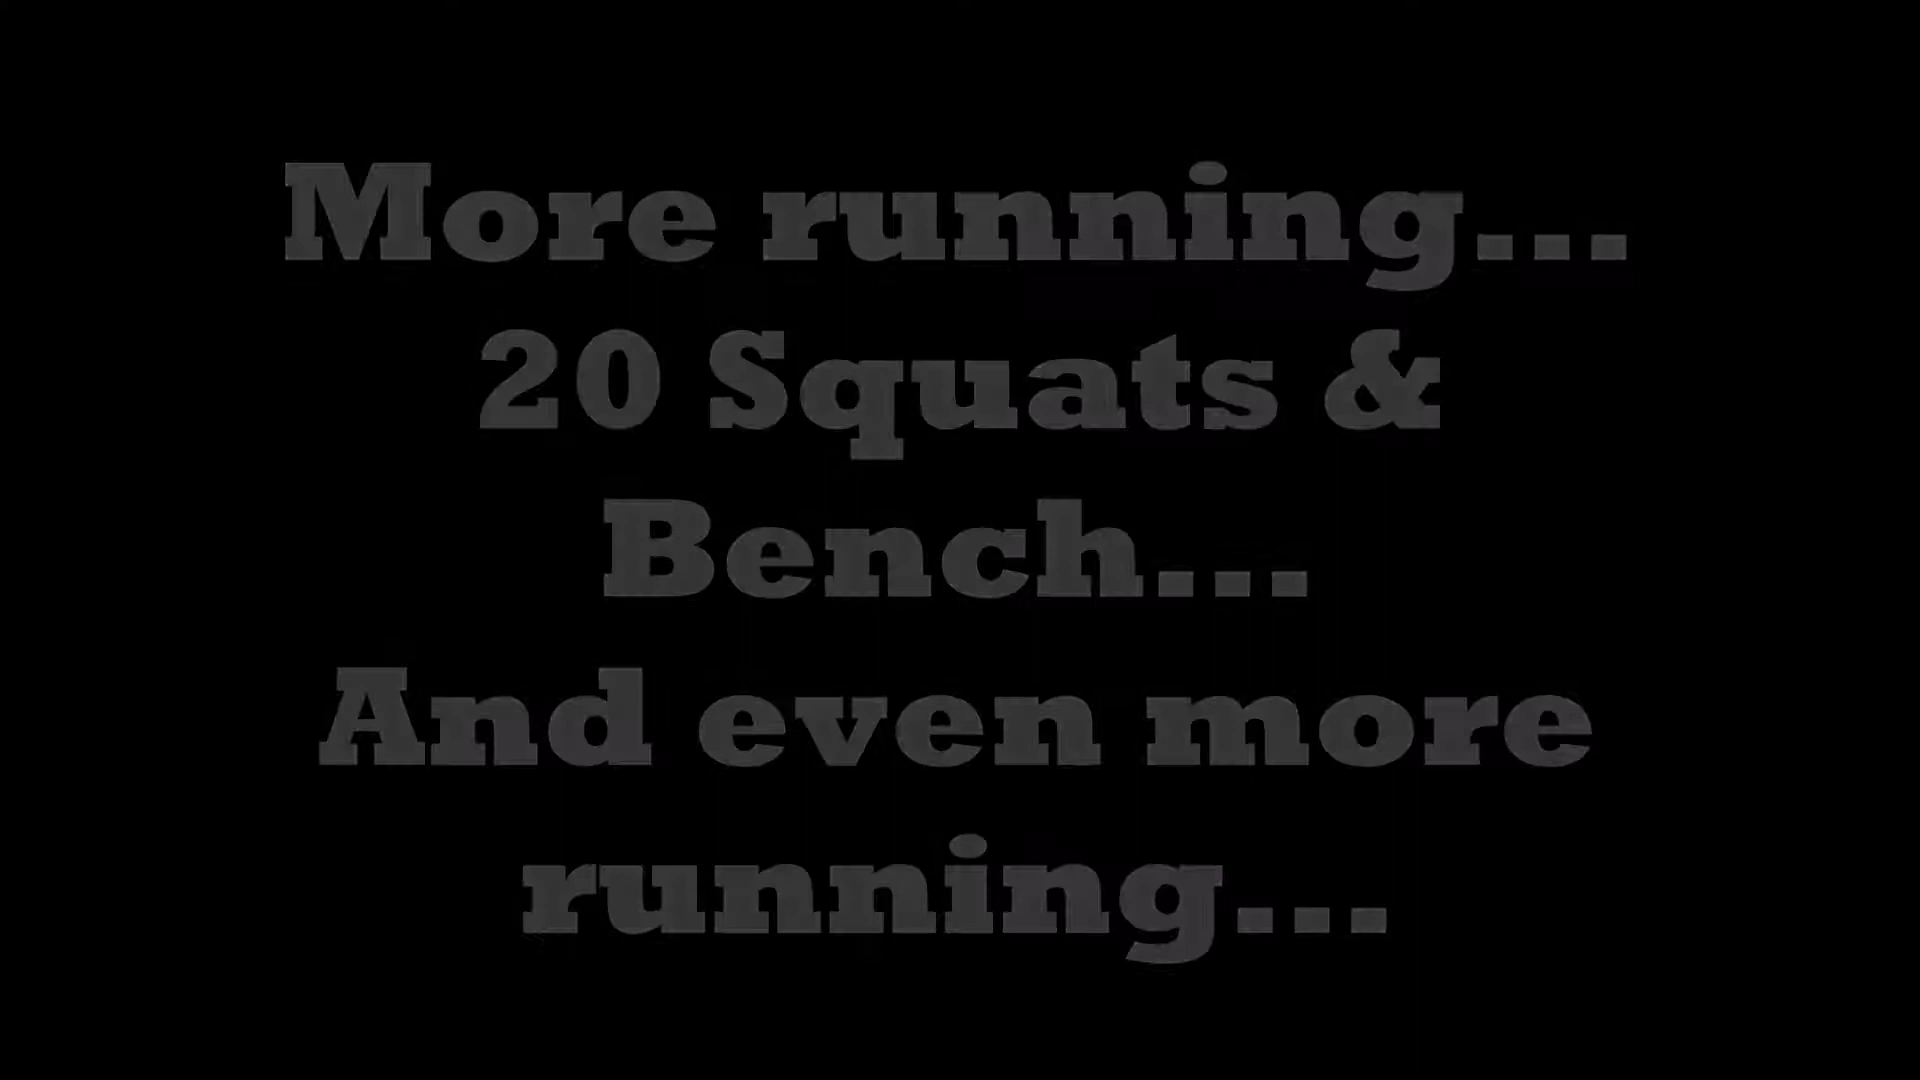 More running...
20 Squats &
Bench...
And even more
running...